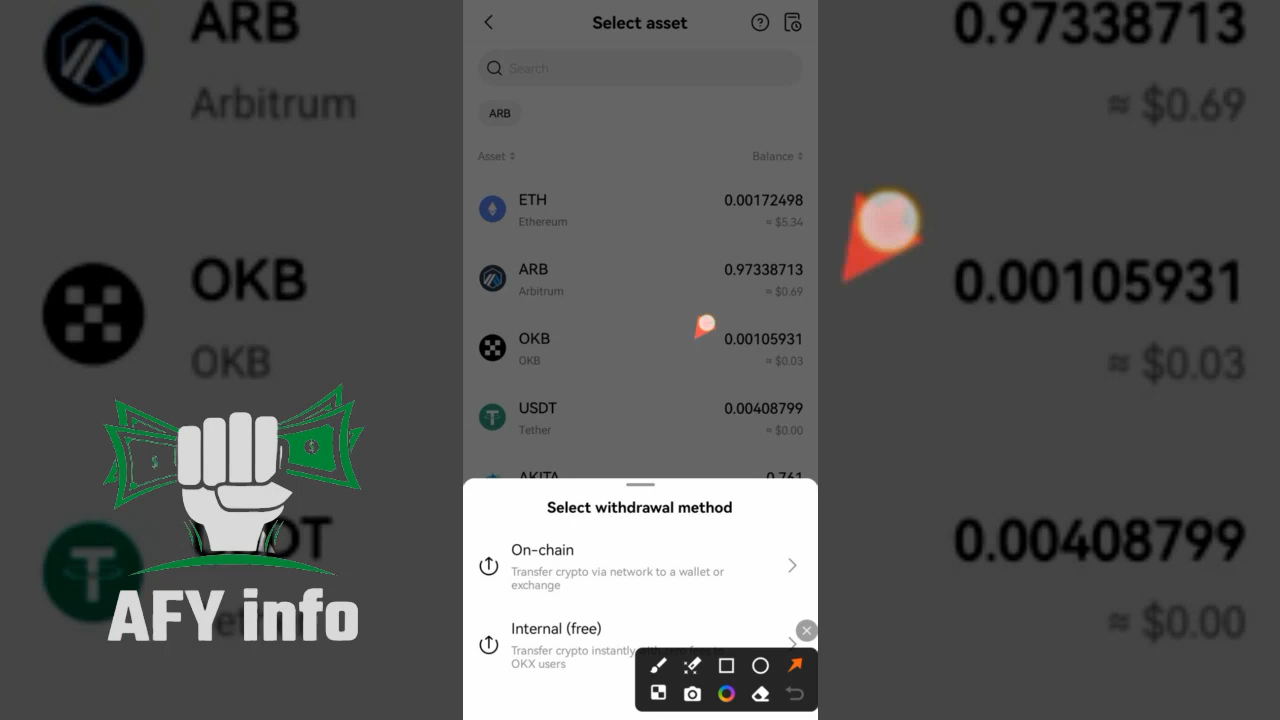 Select asset
Search
ARB
Asset
Balance
ETH
0.00172498
Ethereum
≈ $5.34
ARB
0.97338713
Arbitrum
≈ $0.69
OKB
0.00105931
OKB
≈ $0.03
USDT
0.00408799
Tether
≈ $0.00
AKITA
0.761
Select withdrawal method
On-chain
Transfer crypto via network to a wallet or
exchange
Internal (free)
Transfer crypto instantly
OKX users
ARB
0.97338713
Arbitrum
≈ $0.69
OKB
0.00105931
OKB
≈ $0.03
0.00408799
≈ $0.00
AFY info